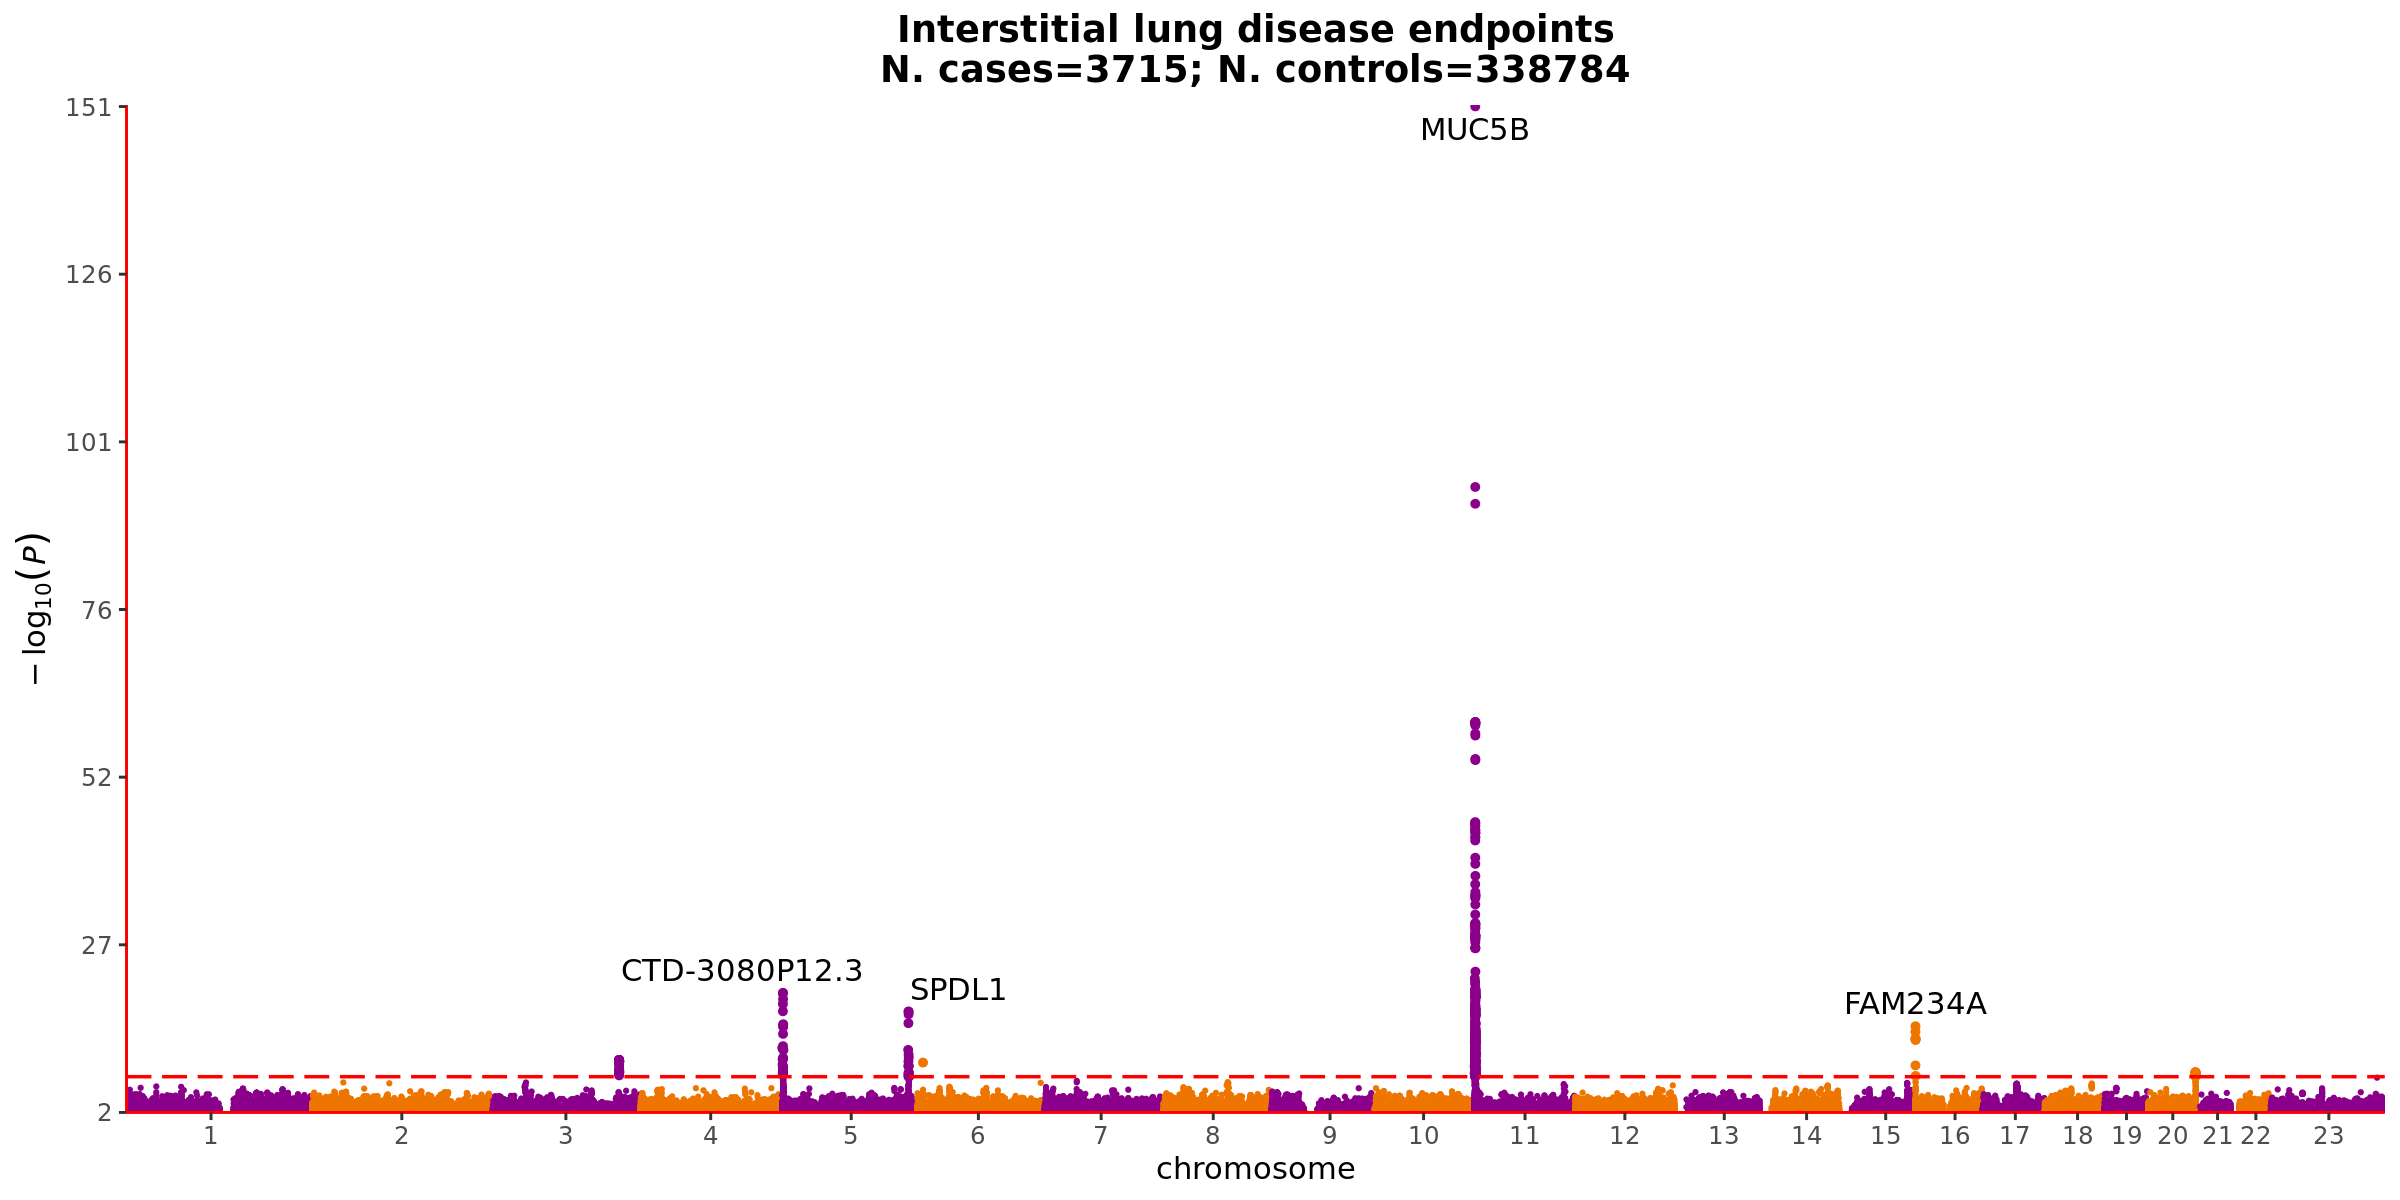 Interstitial lung disease endpoints
N. cases=3715; N. controls=338784
151
MUC5B
126
101
76
−log10(P)
52
27
CTD-3080P12.3
SPDL1
FAM234A
2
1 2 3 4 5 6 7 8 9 10 11 12 13 14 15 16 17 18 19 20 21 22 23
chromosome